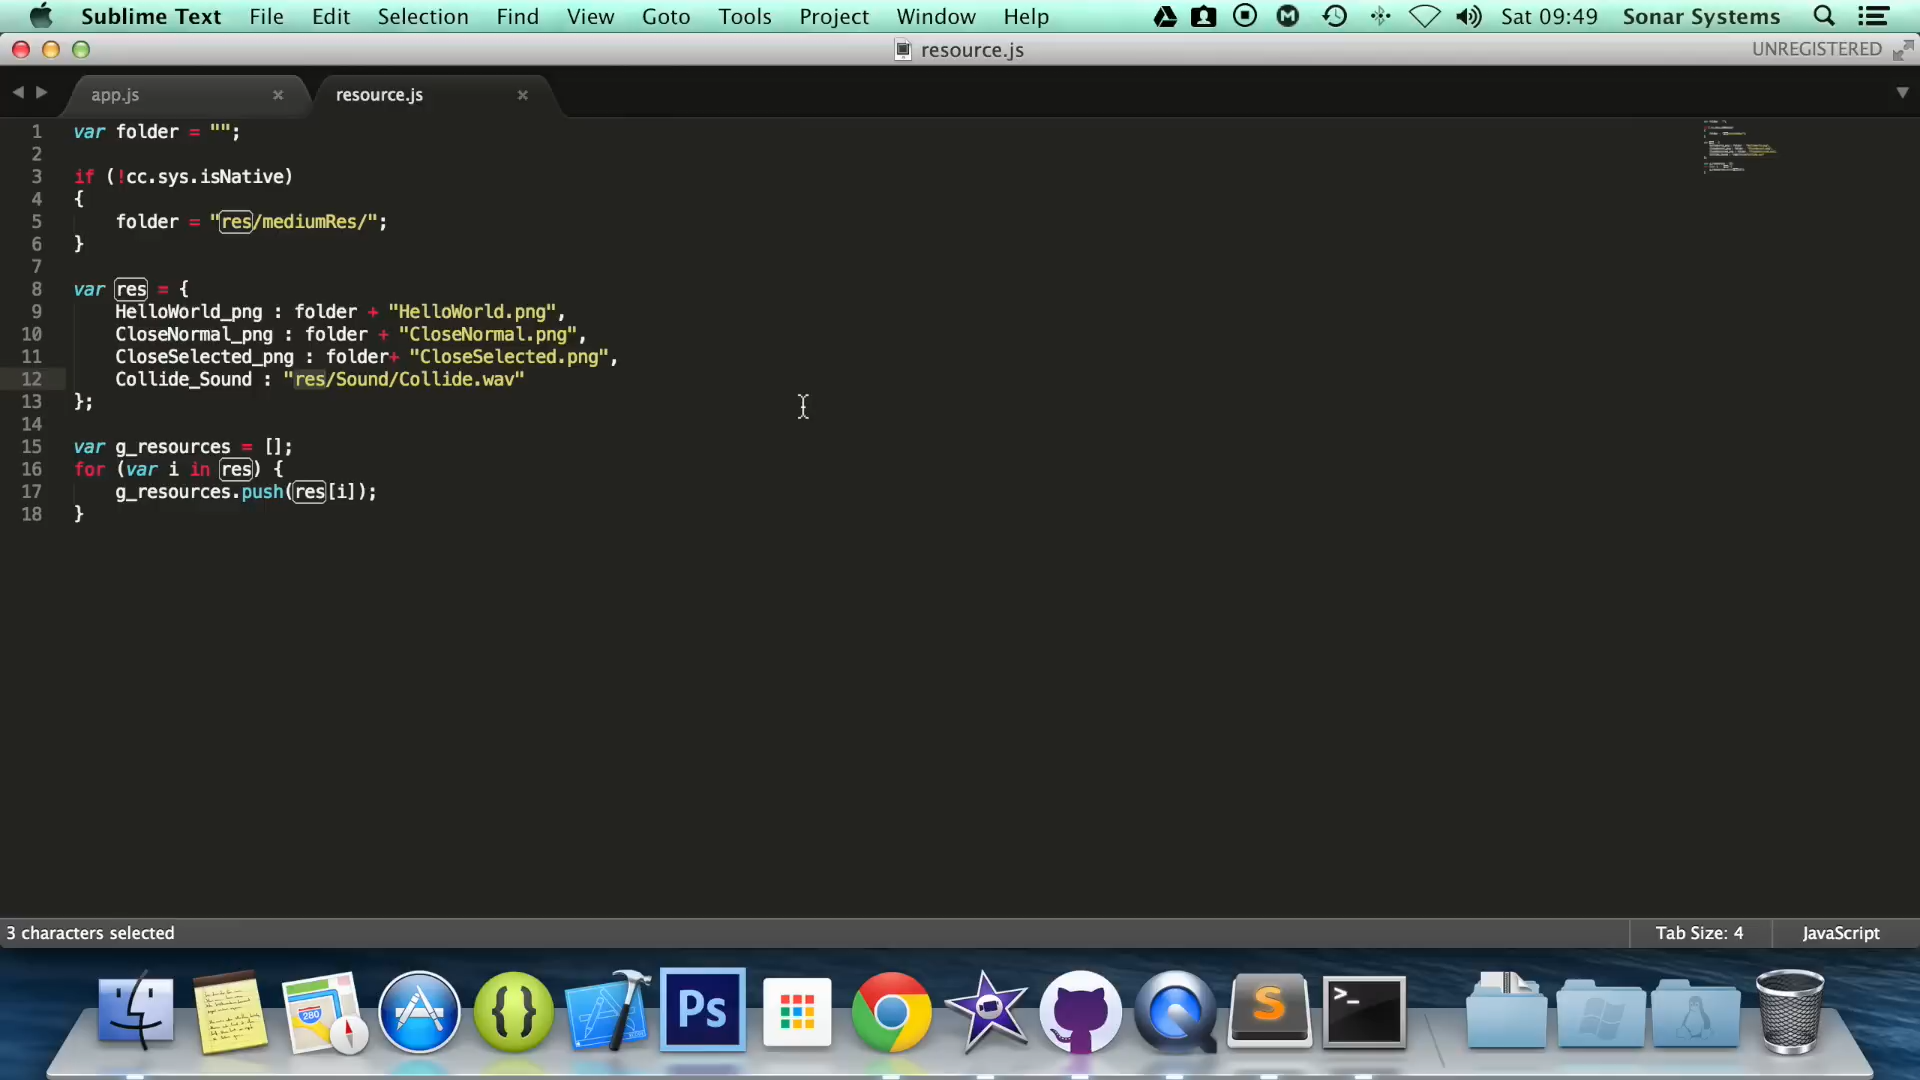 Sublime Text File Edit Selection Find View Goto Tools Project Window Help Sat 09:49 Sonar Systems
resource.js UNREGISTERED
app.js resource.js
1 var folder = "";
2
3 if (!cc.sys.isNative)
4 {
5 folder = "res/mediumRes/";
6 }
7
8 var res = {
9 HelloWorld_png : folder + "HelloWorld.png",
10 CloseNormal_png : folder + "CloseNormal.png",
11 CloseSelected_png : folder+ "CloseSelected.png",
12 Collide_Sound : "res/Sound/Collide.wav"
13 };
14
15 var g_resources = [];
16 for (var i in res) {
17 g_resources.push(res[i]);
18 }
3 characters selected Tab Size: 4 JavaScript
280 {} Ps S >_